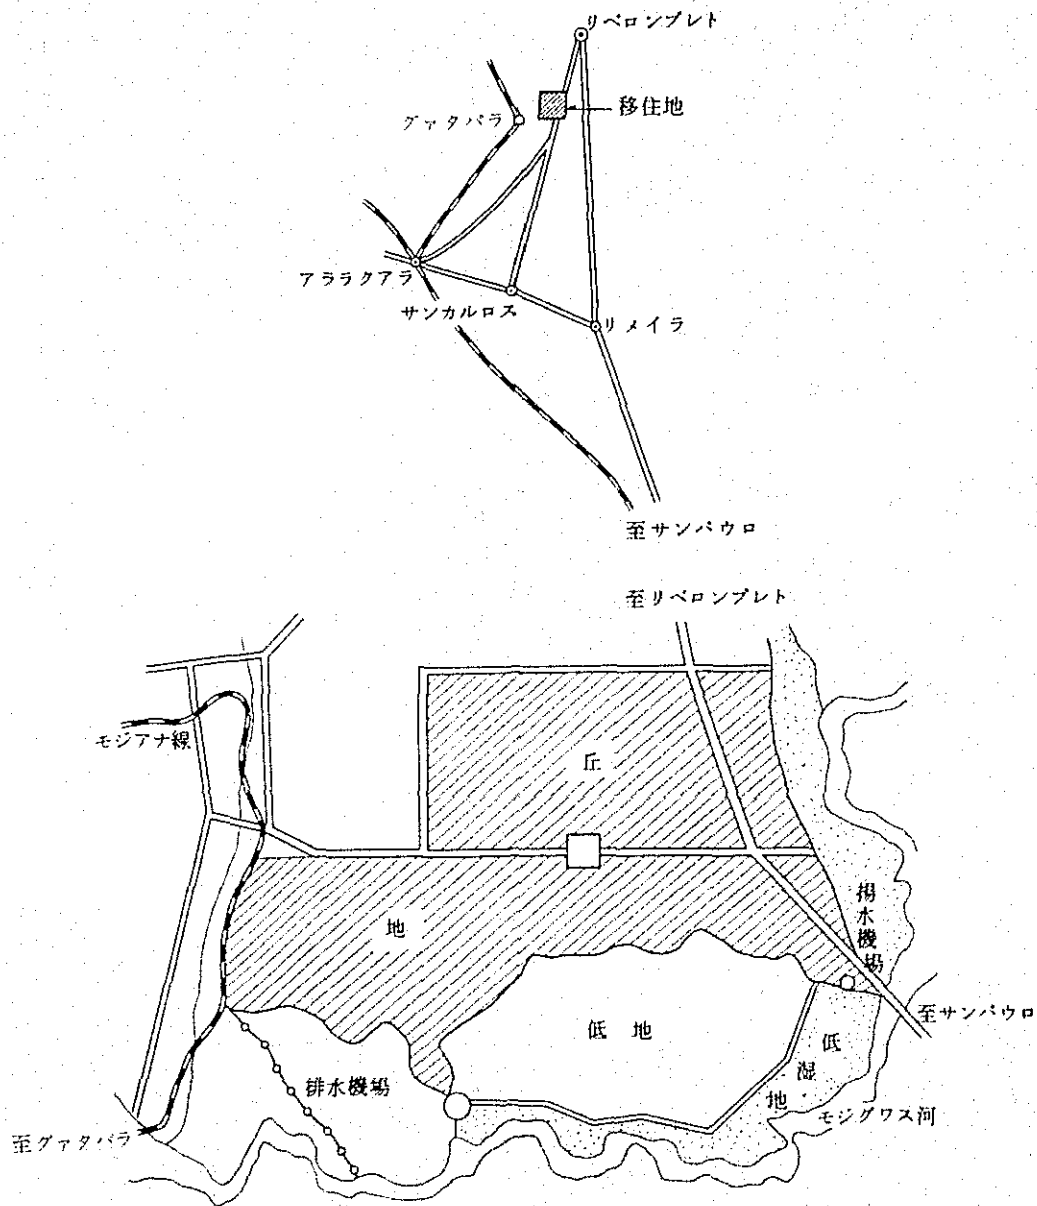 リベロンプレト
移住地
グァタパラ
アララクアラ
サンカルロス
リメイラ
至サンパウロ
至リベロンプレト
モジアナ線
丘
地
揚水機場
低地
至サンパウロ
低湿地
排水機場
モジグワス河
至グァタパラ